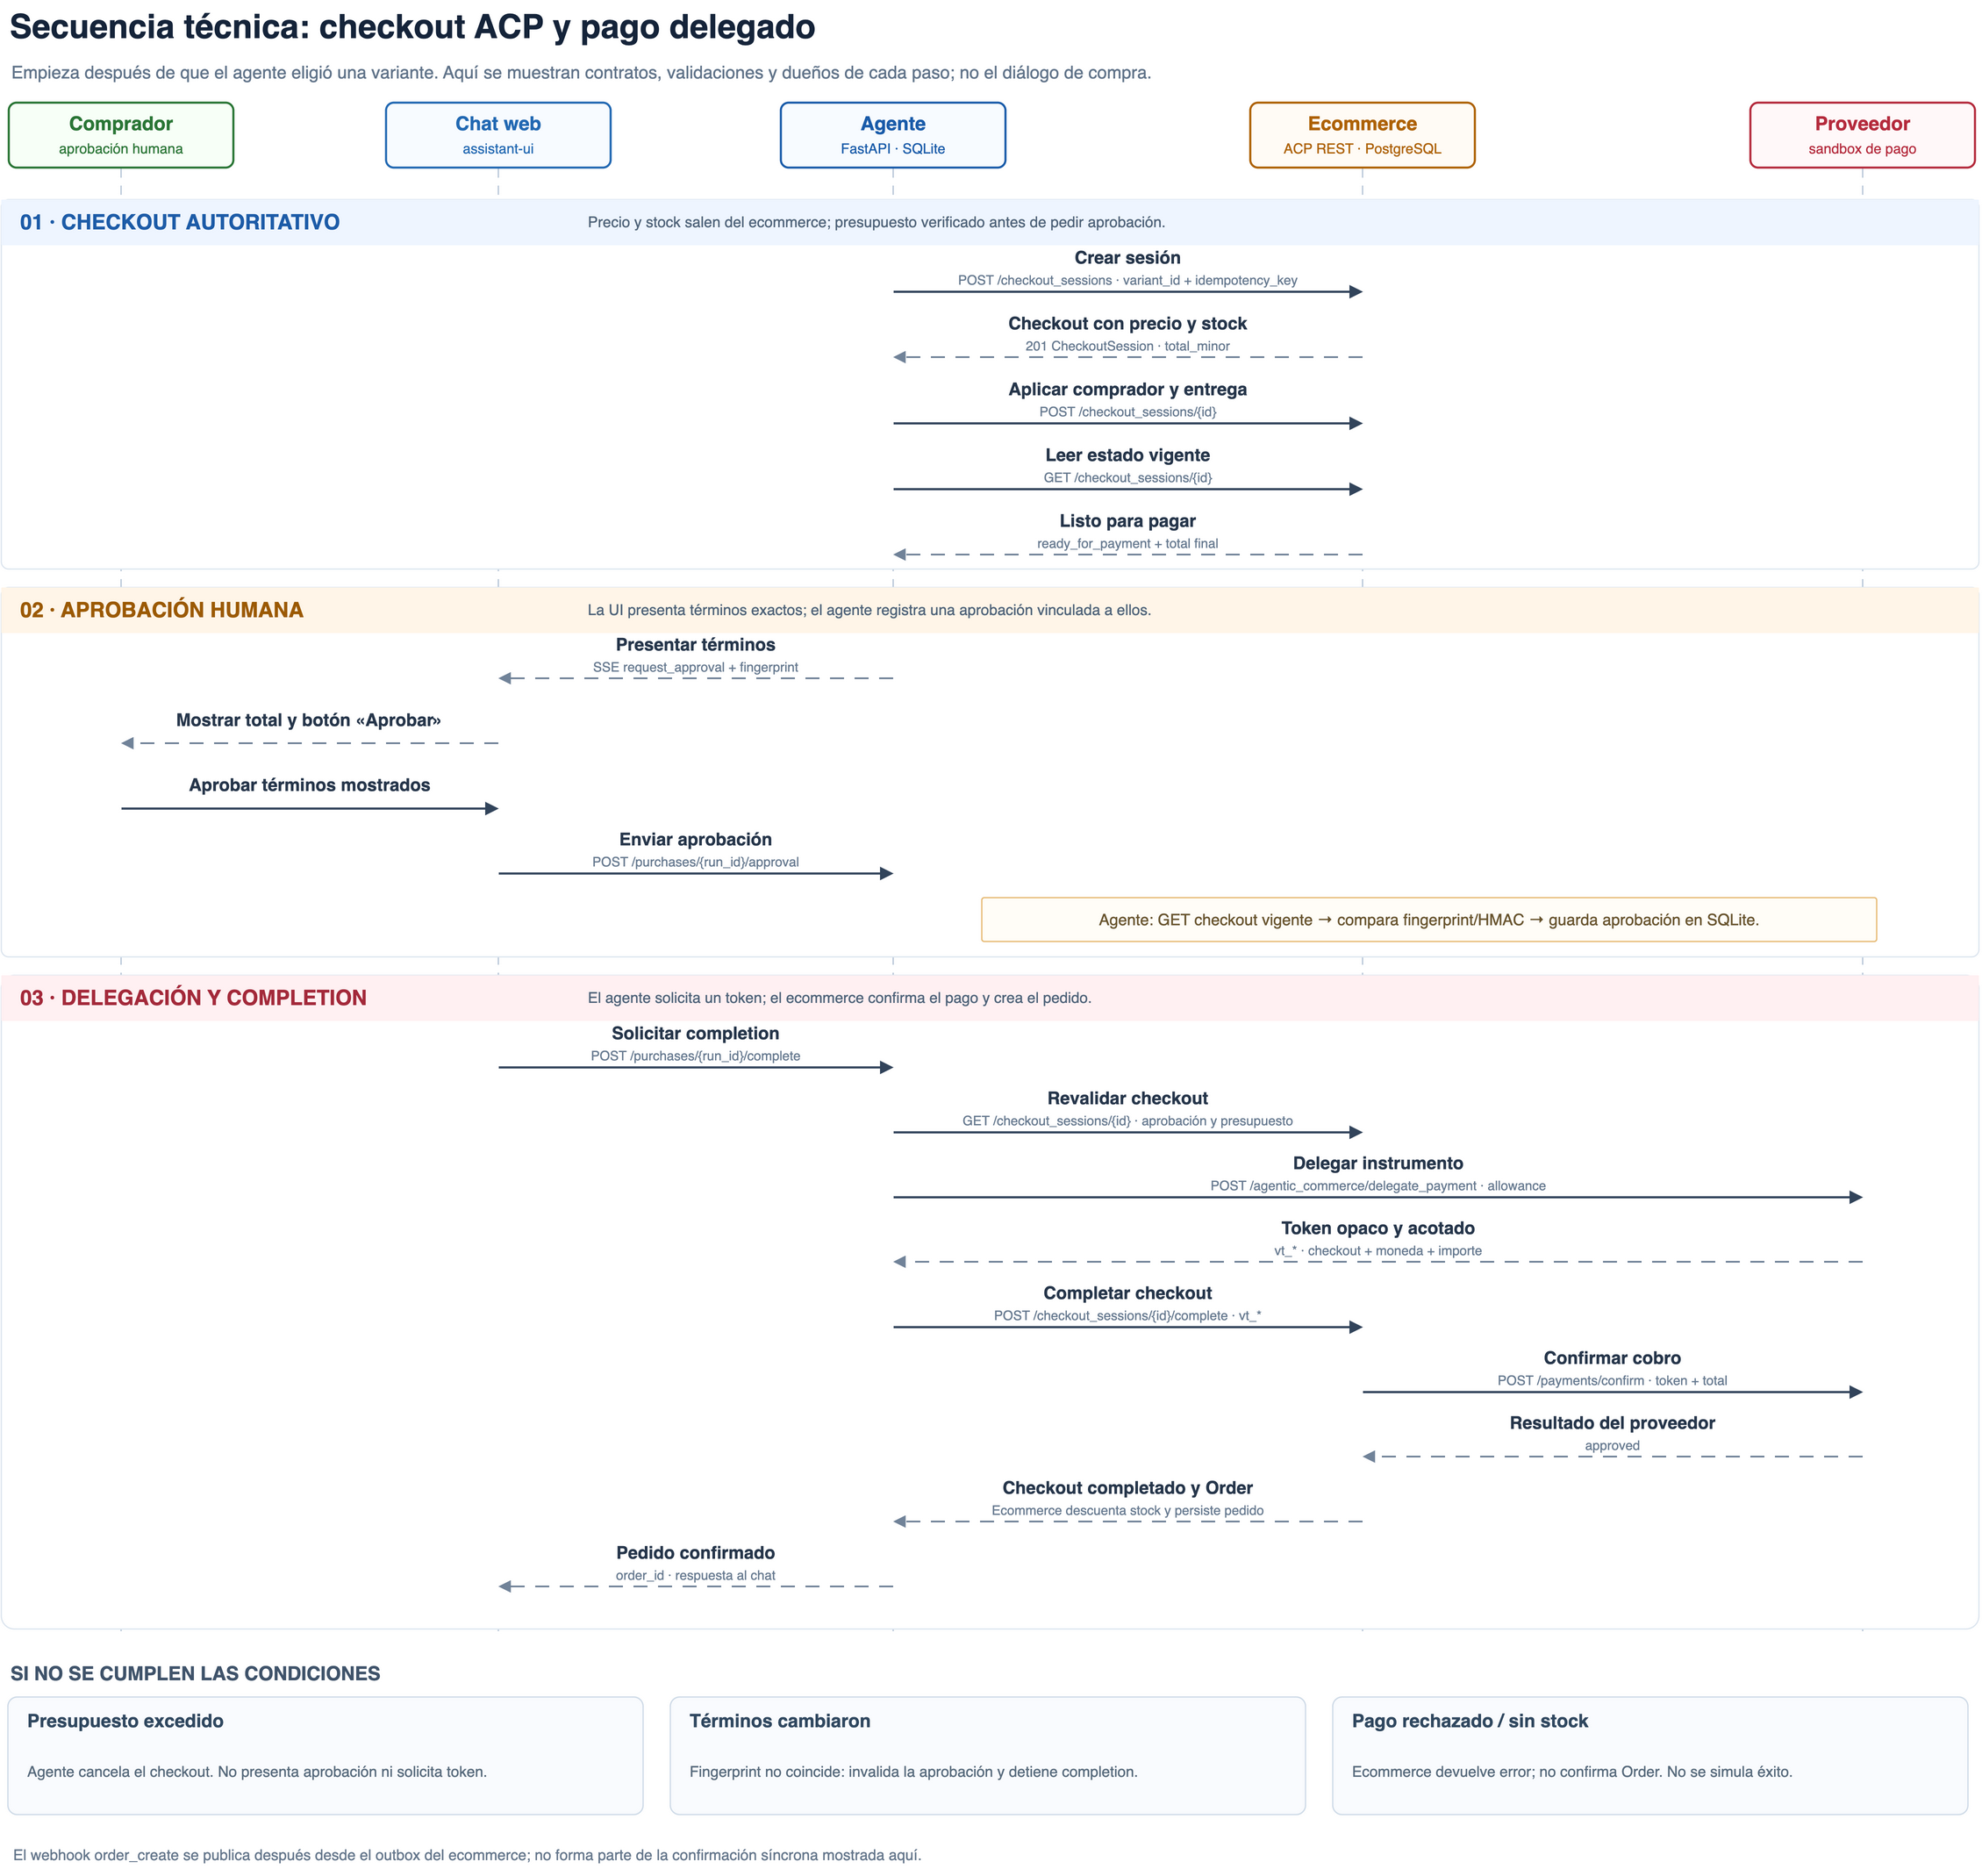 Secuencia técnica: checkout ACP y pago delegado
Empieza después de que el agente eligió una variante. Aquí se muestran contratos, validaciones y dueños de cada paso; no el diálogo de compra.
Comprador
aprobación humana
Chat web
assistant-ui
Agente
FastAPI · SQLite
Ecommerce
ACP REST · PostgreSQL
Proveedor
sandbox de pago
01 · CHECKOUT AUTORITATIVO
Precio y stock salen del ecommerce; presupuesto verificado antes de pedir aprobación.
Crear sesión
POST /checkout_sessions · variant_id + idempotency_key
Checkout con precio y stock
201 CheckoutSession · total_minor
Aplicar comprador y entrega
POST /checkout_sessions/{id}
Leer estado vigente
GET /checkout_sessions/{id}
Listo para pagar
ready_for_payment + total final
02 · APROBACIÓN HUMANA
La UI presenta términos exactos; el agente registra una aprobación vinculada a ellos.
Presentar términos
SSE request_approval + fingerprint
Mostrar total y botón «Aprobar»
Aprobar términos mostrados
Enviar aprobación
POST /purchases/{run_id}/approval
Agente: GET checkout vigente → compara fingerprint/HMAC → guarda aprobación en SQLite.
03 · DELEGACIÓN Y COMPLETION
El agente solicita un token; el ecommerce confirma el pago y crea el pedido.
Solicitar completion
POST /purchases/{run_id}/complete
Revalidar checkout
GET /checkout_sessions/{id} · aprobación y presupuesto
Delegar instrumento
POST /agentic_commerce/delegate_payment · allowance
Token opaco y acotado
vt_* · checkout + moneda + importe
Completar checkout
POST /checkout_sessions/{id}/complete · vt_*
Confirmar cobro
POST /payments/confirm · token + total
Resultado del proveedor
approved
Checkout completado y Order
Ecommerce descuenta stock y persiste pedido
Pedido confirmado
order_id · respuesta al chat
SI NO SE CUMPLEN LAS CONDICIONES
Presupuesto excedido
Agente cancela el checkout. No presenta aprobación ni solicita token.
Términos cambiaron
Fingerprint no coincide: invalida la aprobación y detiene completion.
Pago rechazado / sin stock
Ecommerce devuelve error; no confirma Order. No se simula éxito.
El webhook order_create se publica después desde el outbox del ecommerce; no forma parte de la confirmación síncrona mostrada aquí.